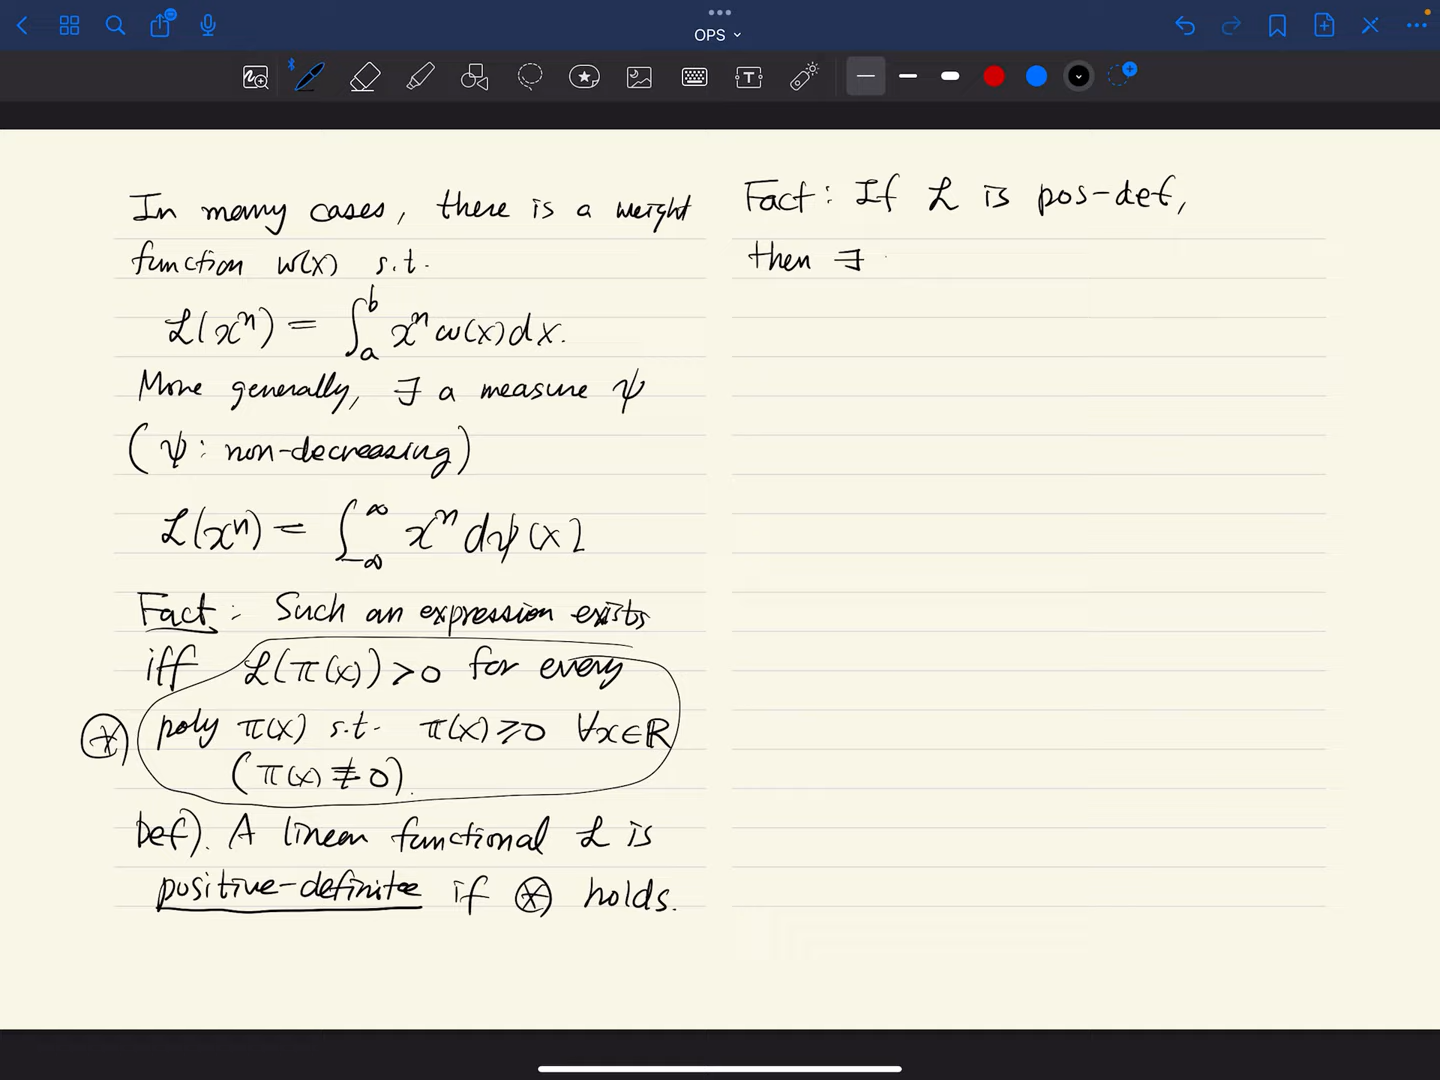 OPS
In many cases, there is a weight
function w(x) s.t.
ℒ(xⁿ) = ∫ₐᵇ xⁿ w(x)dx.
More generally, ∃ a measure ψ
(ψ: non-decreasing)
ℒ(xⁿ) = ∫_{-∞}^{∞} xⁿ dψ(x)
Fact: Such an expression exists
iff ℒ(π(x))>0 for every
⊛ poly π(x) s.t. π(x)≥0 ∀x∈ℝ
(π(x)≢0).
Def). A linear functional ℒ is
positive-definite if ⊛ holds.
Fact: If ℒ is pos-def,
then ∃